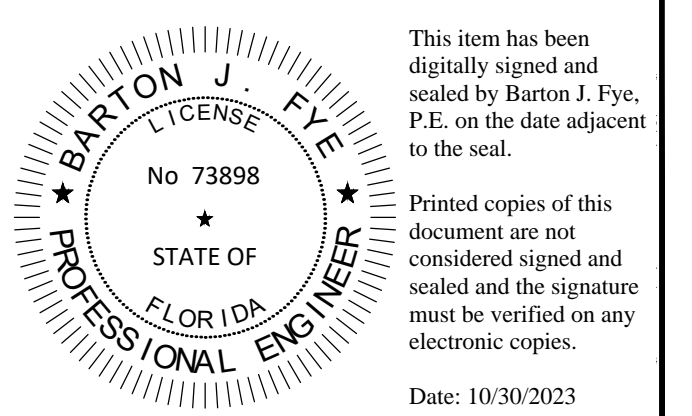 BARTON J. FYE
LICENSE
No 73898
★
STATE OF
FLORIDA
★ PROFESSIONAL ENGINEER ★
This item has been
digitally signed and
sealed by Barton J. Fye,
P.E. on the date adjacent
to the seal.
Printed copies of this
document are not
considered signed and
sealed and the signature
must be verified on any
electronic copies.
Date: 10/30/2023